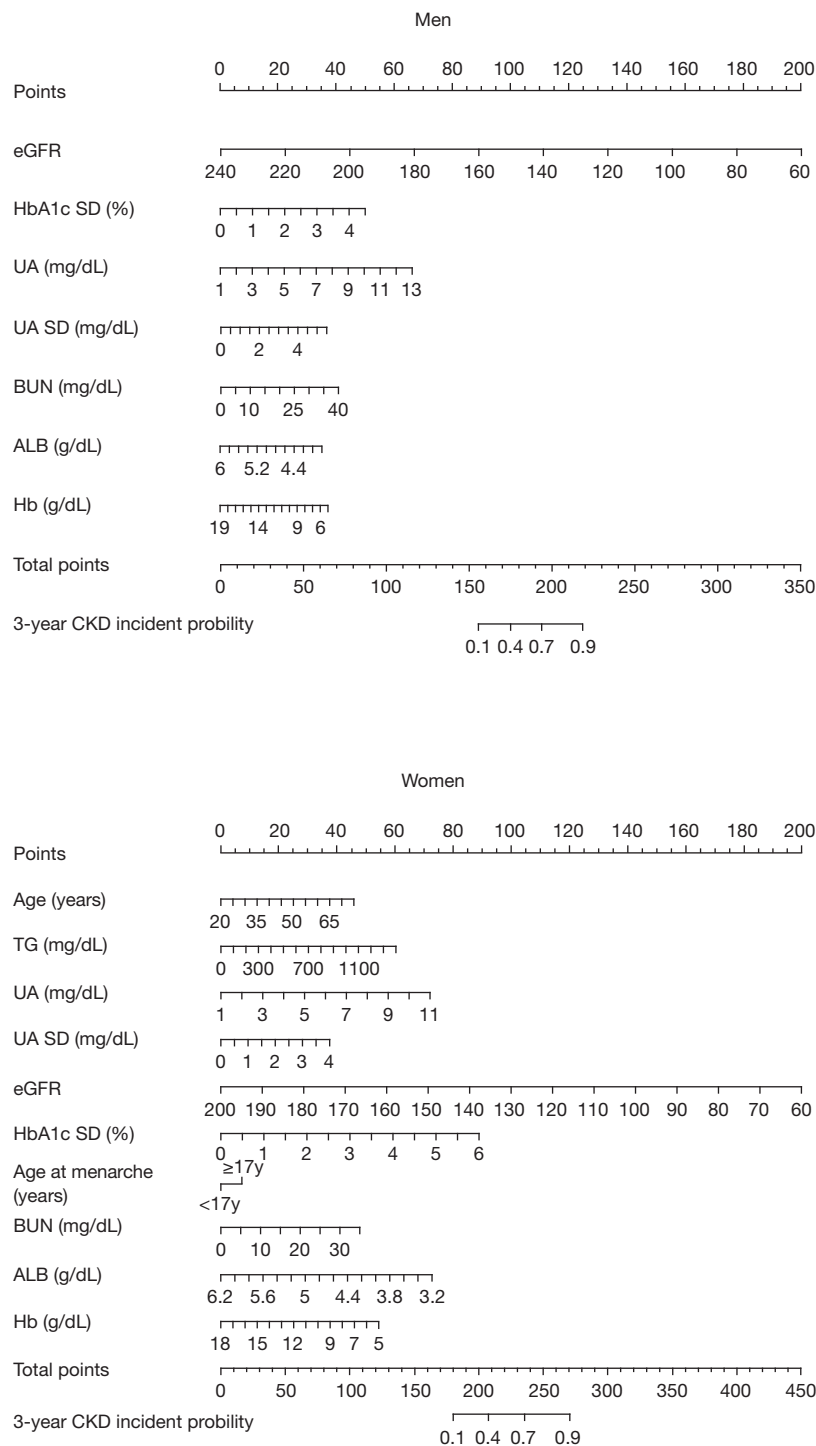 Men
0 20 40 60 80 100 120 140 160 180 200
Points
eGFR
240 220 200 180 160 140 120 100 80 60
HbA1c SD (%)
0 1 2 3 4
UA (mg/dL)
1 3 5 7 9 11 13
UA SD (mg/dL)
0 2 4
BUN (mg/dL)
0 10 25 40
ALB (g/dL)
6 5.2 4.4
Hb (g/dL)
19 14 9 6
Total points
0 50 100 150 200 250 300 350
3-year CKD incident probility
0.1 0.4 0.7 0.9
Women
0 20 40 60 80 100 120 140 160 180 200
Points
Age (years)
20 35 50 65
TG (mg/dL)
0 300 700 1100
UA (mg/dL)
1 3 5 7 9 11
UA SD (mg/dL)
0 1 2 3 4
eGFR
200 190 180 170 160 150 140 130 120 110 100 90 80 70 60
HbA1c SD (%)
0 1 2 3 4 5 6
≥17y
Age at menarche
(years)
<17y
BUN (mg/dL)
0 10 20 30
ALB (g/dL)
6.2 5.6 5 4.4 3.8 3.2
Hb (g/dL)
18 15 12 9 7 5
Total points
0 50 100 150 200 250 300 350 400 450
3-year CKD incident probility
0.1 0.4 0.7 0.9